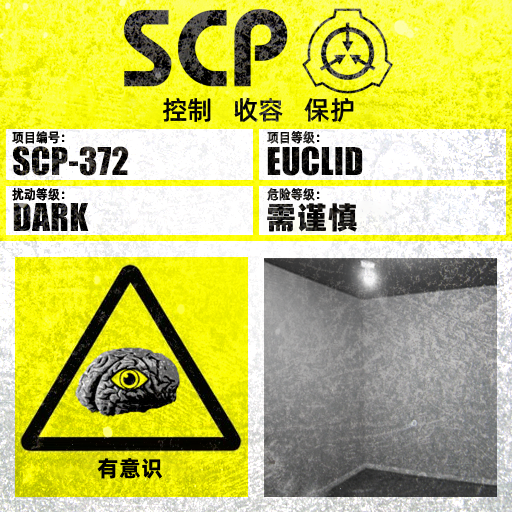 SCP
控制 收容 保护
项目编号:
SCP-372
项目等级:
EUCLID
扰动等级:
DARK
危险等级:
需谨慎
有意识